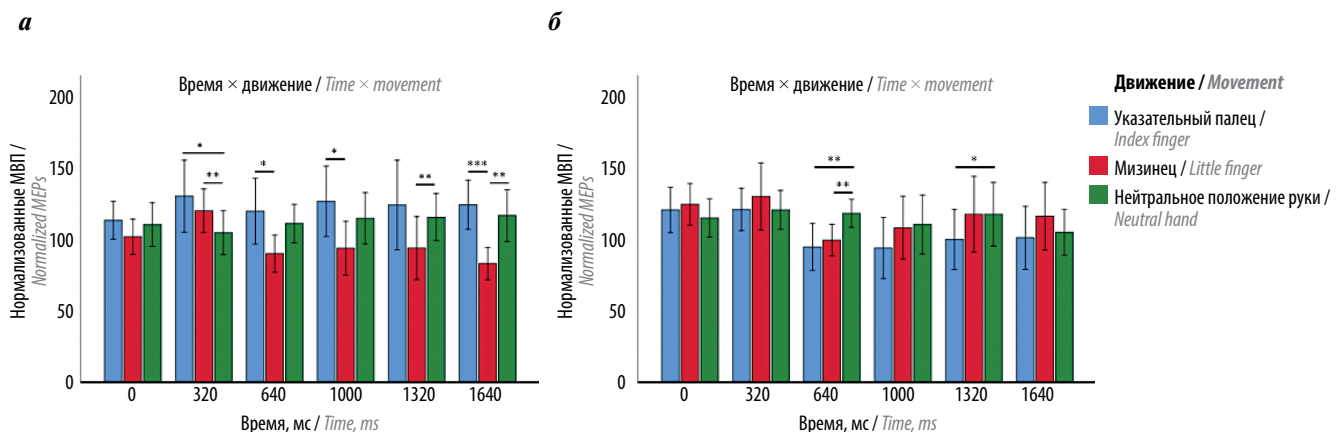 а
Время × движение / Time × movement
Нормализованные МВП /
Normalized MEPs
200
150
100
50
0
* ** * * ** *** **
0 320 640 1000 1320 1640
Время, мс / Time, ms
б
Время × движение / Time × movement
Нормализованные МВП /
Normalized MEPs
200
150
100
50
0
** ** *
0 320 640 1000 1320 1640
Время, мс / Time, ms
Движение / Movement
Указательный палец /
Index finger
Мизинец / Little finger
Нейтральное положение руки /
Neutral hand